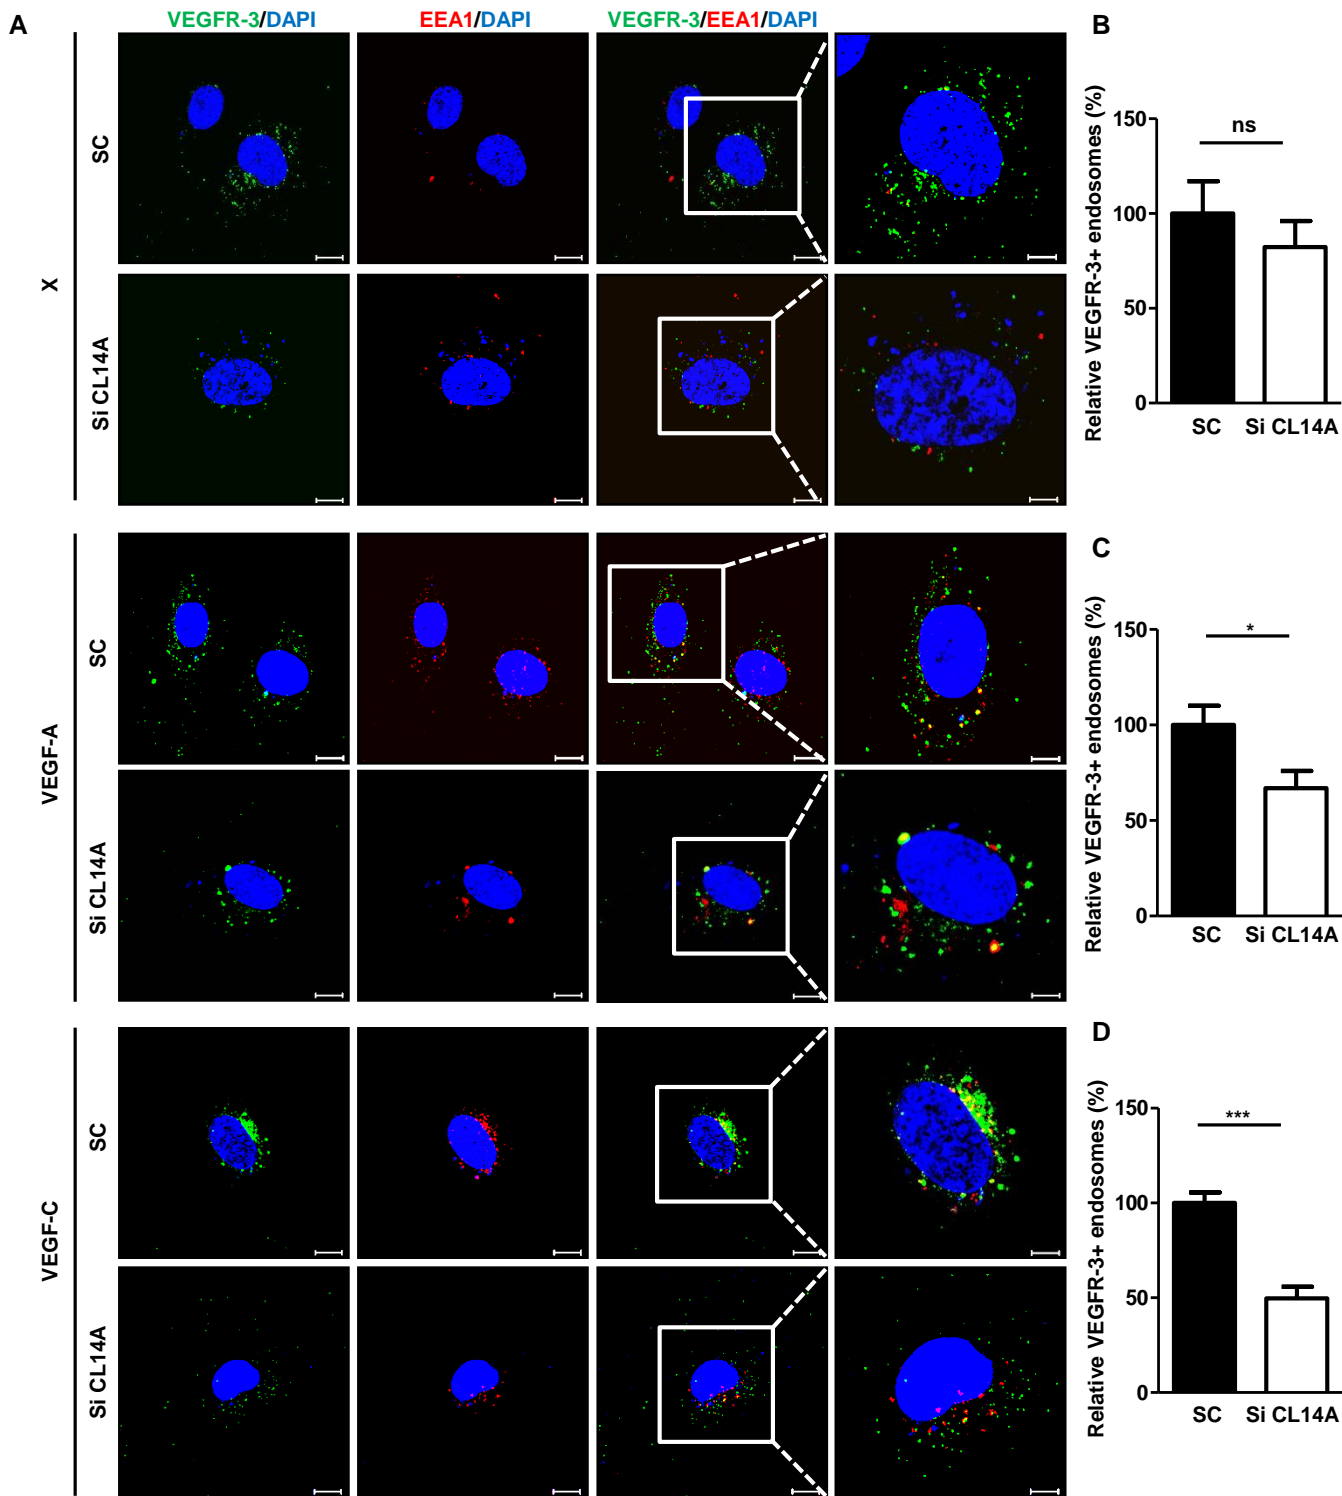 A
VEGFR-3/DAPI
EEA1/DAPI
VEGFR-3/EEA1/DAPI
X
SC
Si CL14A
VEGF-A
SC
Si CL14A
VEGF-C
SC
Si CL14A
B
Relative VEGFR-3+ endosomes (%)
150
100
50
0
ns
SC
Si CL14A
C
Relative VEGFR-3+ endosomes (%)
150
100
50
0
*
SC
Si CL14A
D
Relative VEGFR-3+ endosomes (%)
150
100
50
0
***
SC
Si CL14A